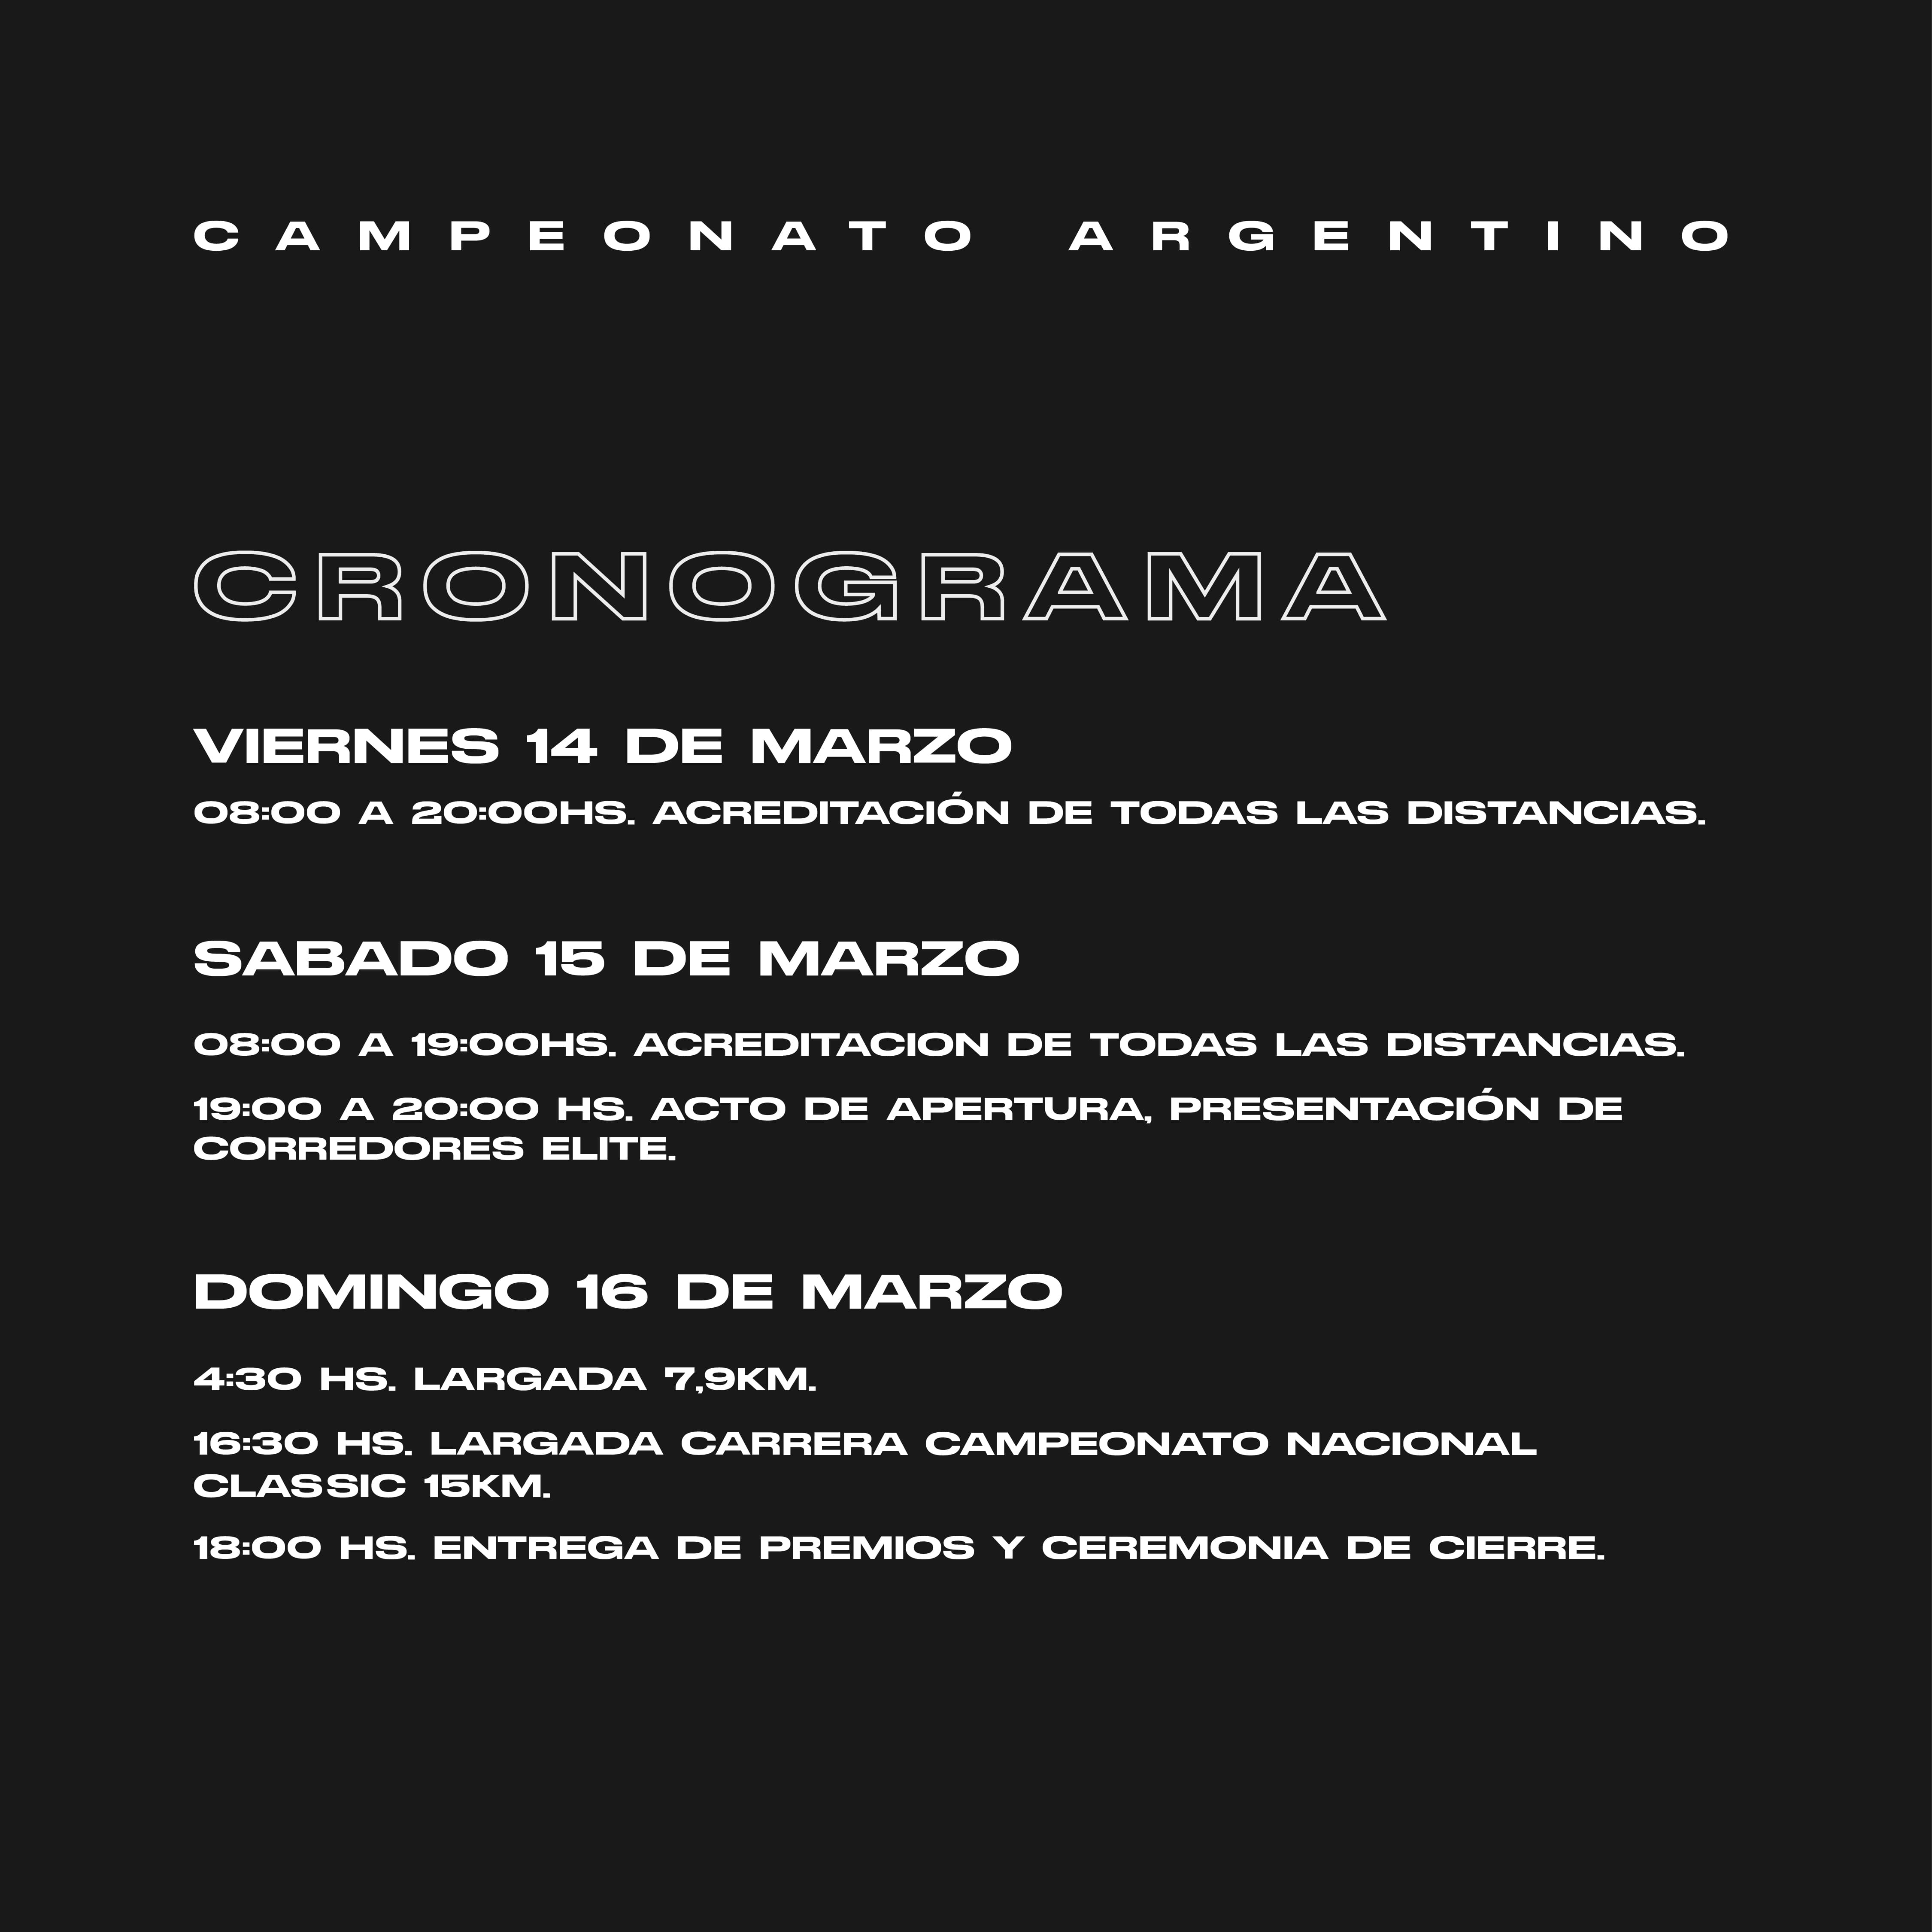 CAMPEONATO ARGENTINO
CRONOGRAMA
VIERNES 14 DE MARZO
08:00 A 20:00HS. ACREDITACIÓN DE TODAS LAS DISTANCIAS.
SABADO 15 DE MARZO
08:00 A 19:00HS. ACREDITACION DE TODAS LAS DISTANCIAS.
19:00 A 20:00 HS. ACTO DE APERTURA, PRESENTACIÓN DE
CORREDORES ELITE.
DOMINGO 16 DE MARZO
4:30 HS. LARGADA 7,9KM.
16:30 HS. LARGADA CARRERA CAMPEONATO NACIONAL
CLASSIC 15KM.
18:00 HS. ENTREGA DE PREMIOS Y CEREMONIA DE CIERRE.